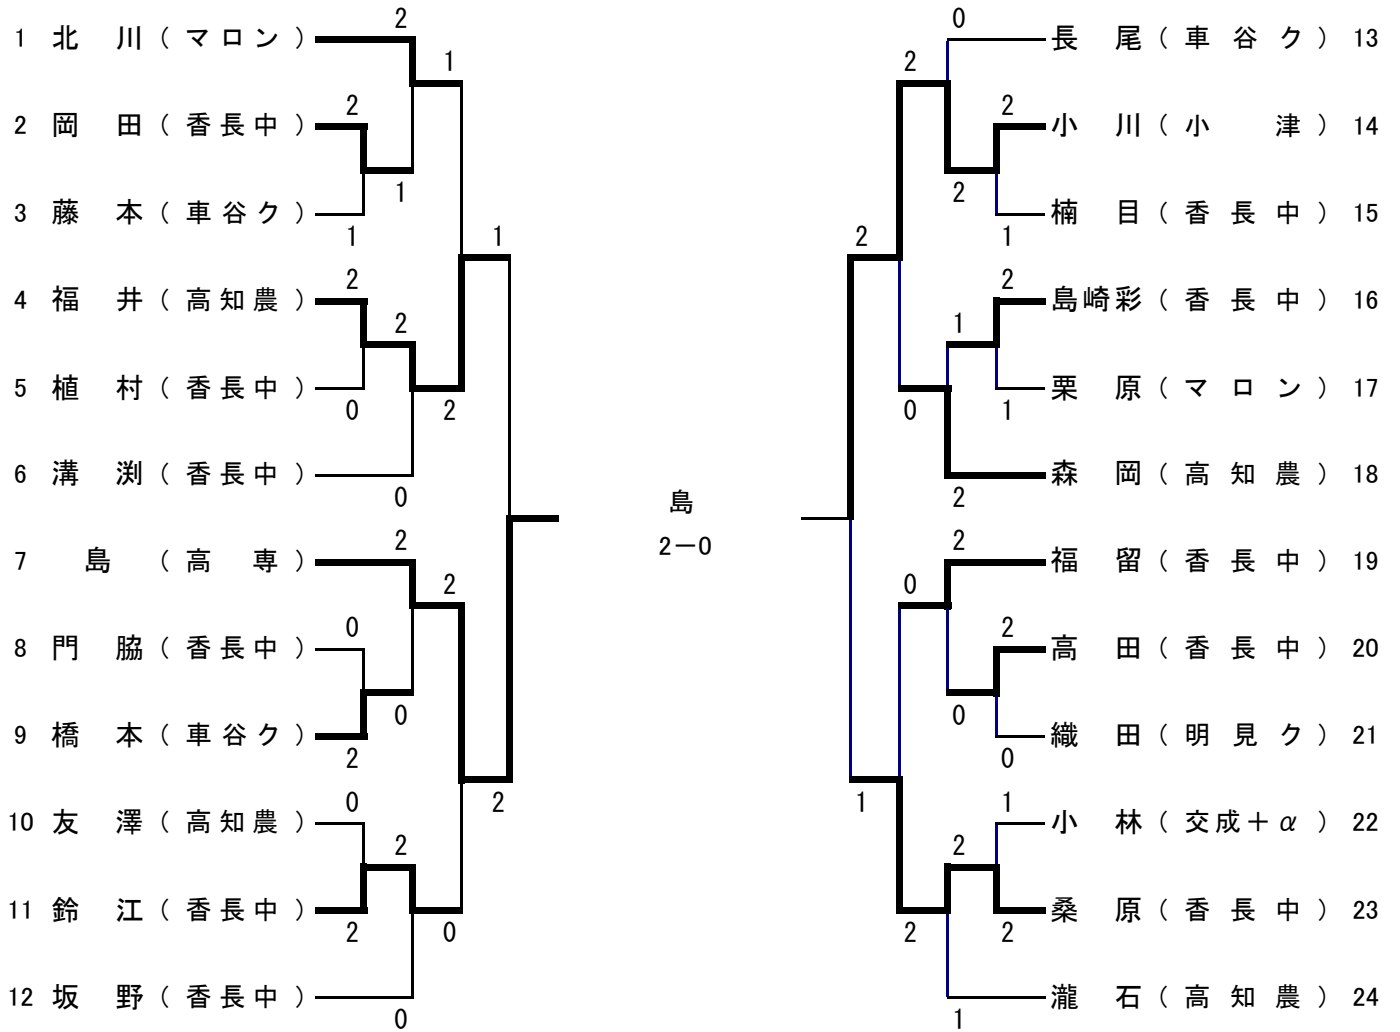 1 北 川 ( マロン )
2 岡 田 ( 香長中 )
3 藤 本 ( 車谷ク )
4 福 井 ( 高知農 )
5 植 村 ( 香長中 )
6 溝 渕 ( 香長中 )
7 島 ( 高 専 )
8 門 脇 ( 香長中 )
9 橋 本 ( 車谷ク )
10 友 澤 ( 高知農 )
11 鈴 江 ( 香長中 )
12 坂 野 ( 香長中 )
2
2
1
2
0
0
2
0
2
0
2
0
1
2
0
2
1
2
2
0
1
2
2
0
1
2
島
2-0
2
1
2
0
0
2
2
1
0
2
0
2
1
2
0
2
1
2
1
2
1
2
2
0
1
2
長 尾 ( 車 谷 ク ) 13
小 川 ( 小 津 ) 14
楠 目 ( 香 長 中 ) 15
島崎彩 ( 香 長 中 ) 16
栗 原 ( マ ロ ン ) 17
森 岡 ( 高 知 農 ) 18
福 留 ( 香 長 中 ) 19
高 田 ( 香 長 中 ) 20
織 田 ( 明 見 ク ) 21
小 林 ( 交成+α ) 22
桑 原 ( 香 長 中 ) 23
瀧 石 ( 高 知 農 ) 24